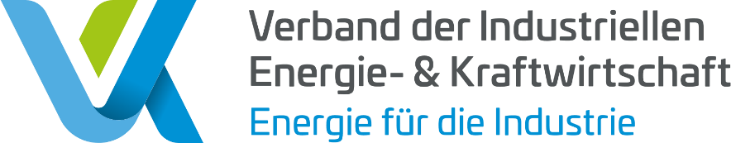 Verband der Industriellen
Energie- & Kraftwirtschaft
Energie für die Industrie